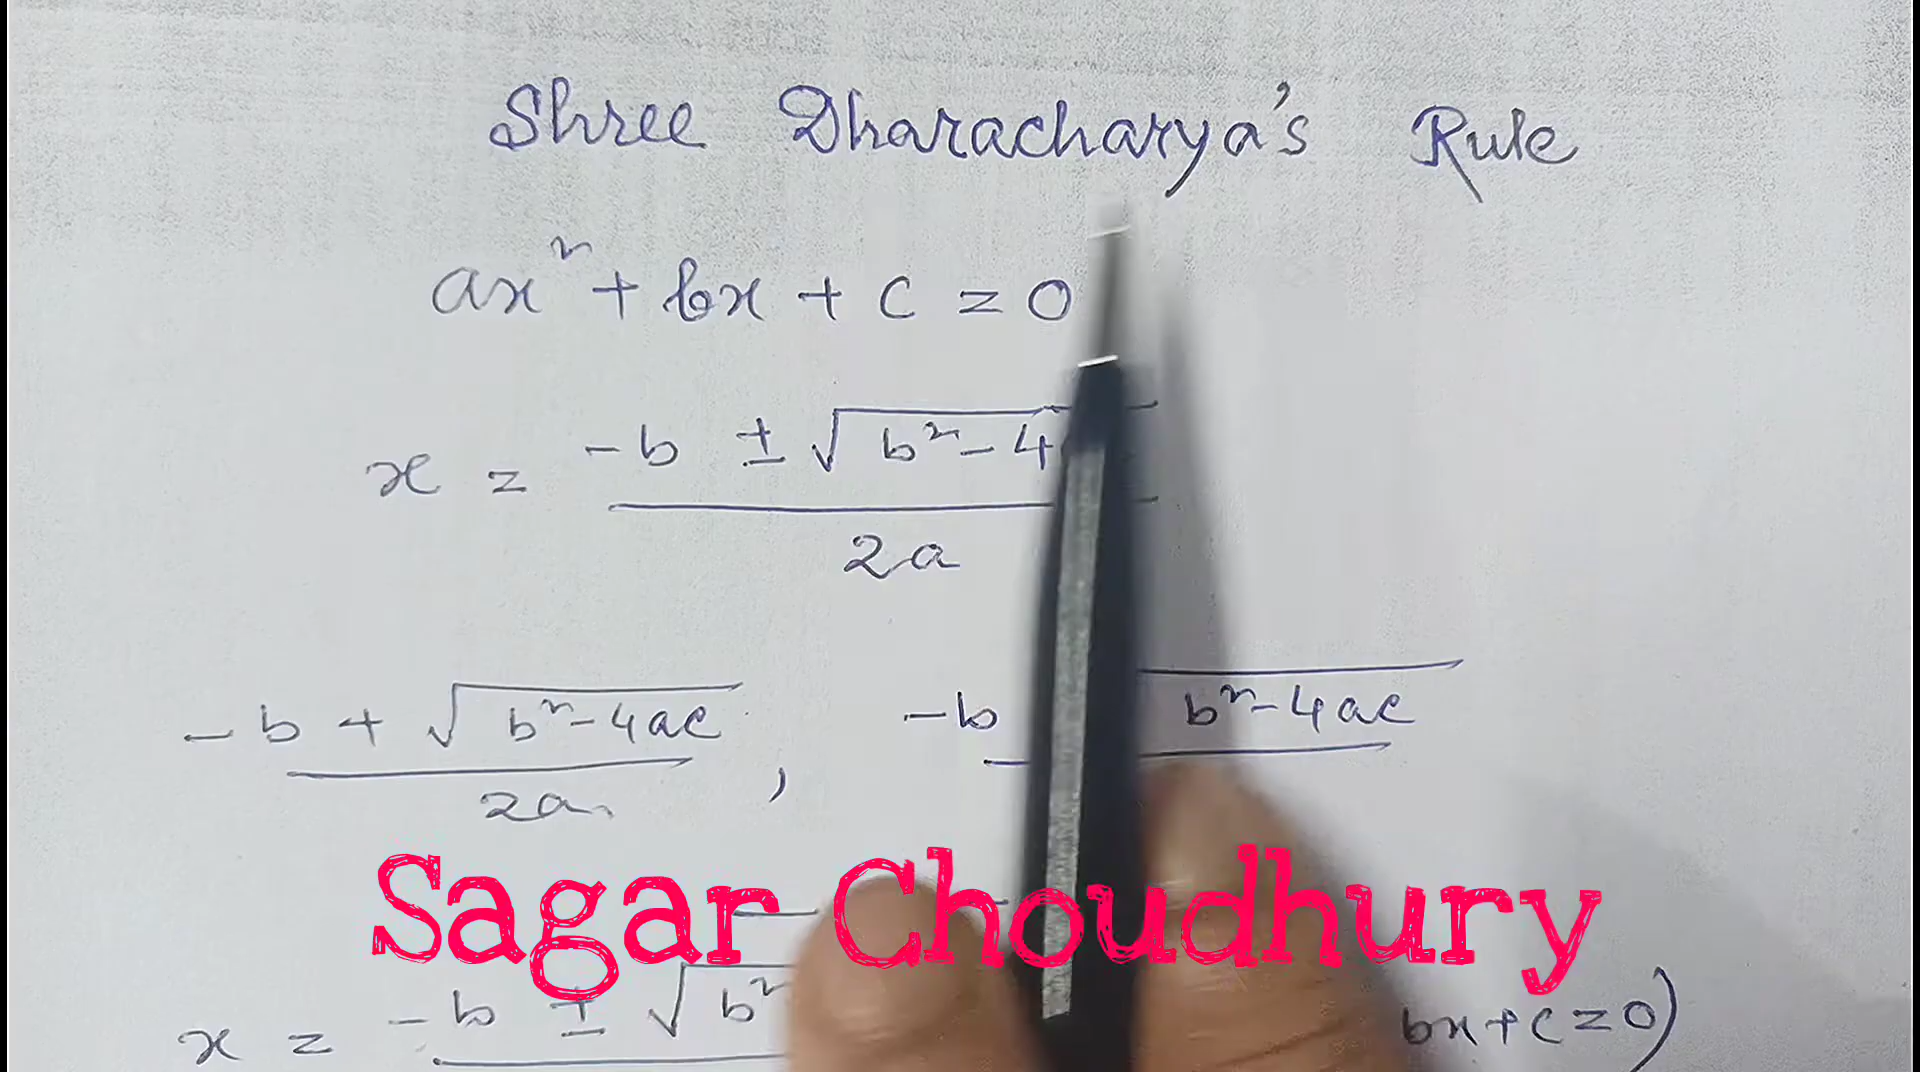 Shree Dharacharya's Rule
ax² + bx + c = 0
x = -b ± √b² - 4
2a
-b + √b² - 4ac , -b b² - 4ac
2a
Sagar Choudhury
x = -b ± √b² bx + c = 0)